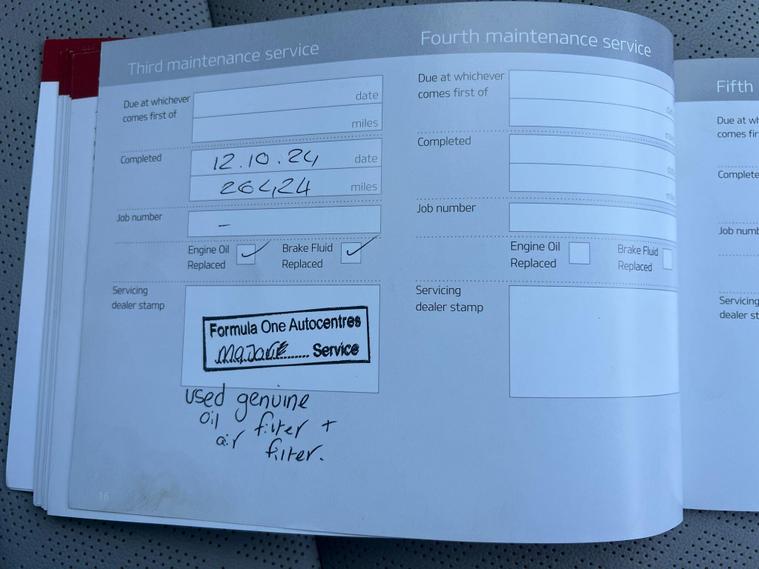 Third maintenance service
Due at whichever
comes first of
date
miles
Completed
12.10.24
date
26424
miles
Job number
-
Engine Oil
Replaced
Brake Fluid
Replaced
Servicing
dealer stamp
Formula One Autocentres
Service
used genuine
oil filter +
air filter.
16
Fourth maintenance service
Due at whichever
comes first of
Completed
Job number
Engine Oil
Replaced
Brake Fluid
Replaced
Servicing
dealer stamp
Fifth
Due at wh
comes firs
Complete
Job numb
Servicing
dealer st